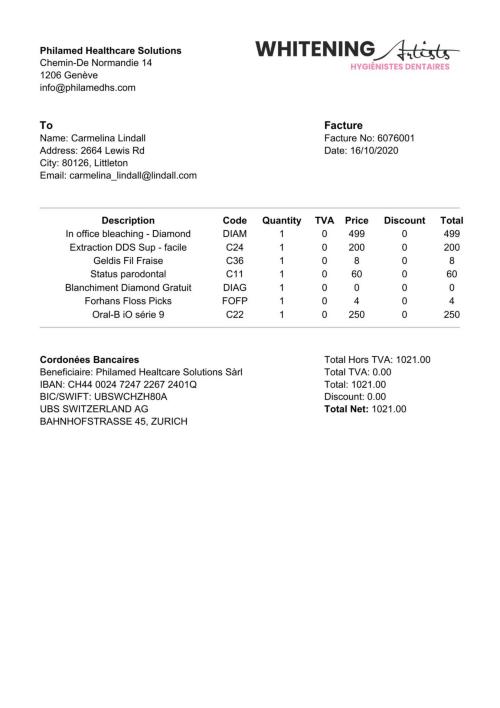 Philamed Healthcare Solutions
Chemin-De Normandie 14
1206 Genève
info@philamedhs.com
WHITENING Artists
HYGIÉNISTES DENTAIRES
To
Name: Carmelina Lindall
Address: 2664 Lewis Rd
City: 80126, Littleton
Email: carmelina_lindall@lindall.com
Facture
Facture No: 6076001
Date: 16/10/2020
Description Code Quantity TVA Price Discount Total
In office bleaching - Diamond DIAM 1 0 499 0 499
Extraction DDS Sup - facile C24 1 0 200 0 200
Geldis Fil Fraise C36 1 0 8 0 8
Status parodontal C11 1 0 60 0 60
Blanchiment Diamond Gratuit DIAG 1 0 0 0 0
Forhans Floss Picks FOFP 1 0 4 0 4
Oral-B iO série 9 C22 1 0 250 0 250
Cordonées Bancaires
Beneficiaire: Philamed Healtcare Solutions Sàrl
IBAN: CH44 0024 7247 2267 2401Q
BIC/SWIFT: UBSWCHZH80A
UBS SWITZERLAND AG
BAHNHOFSTRASSE 45, ZURICH
Total Hors TVA: 1021.00
Total TVA: 0.00
Total: 1021.00
Discount: 0.00
Total Net: 1021.00